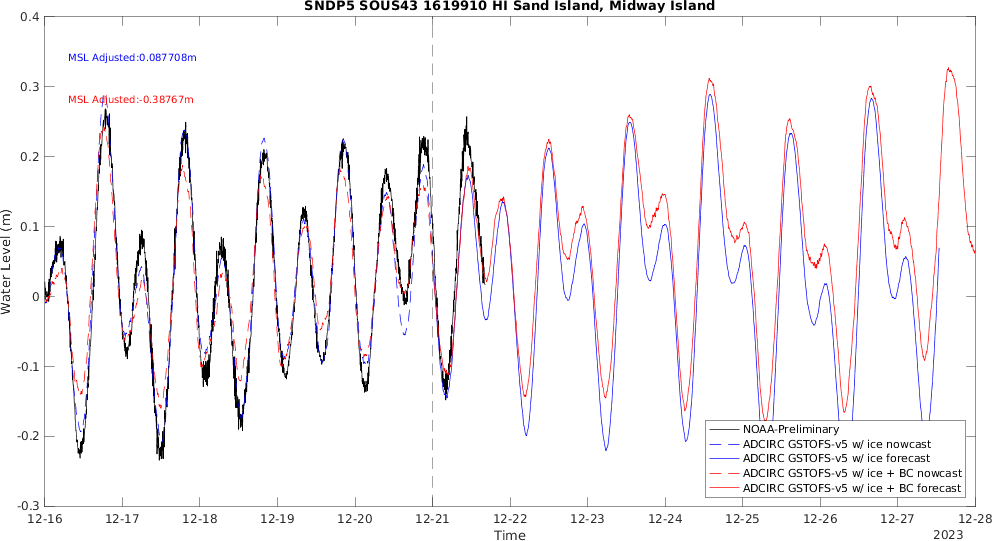 SNDP5 SOUS43 1619910 HI Sand Island, Midway Island
MSL Adjusted:0.087708m
MSL Adjusted:-0.38767m
Water Level (m)
0.4
0.3
0.2
0.1
0
-0.1
-0.2
-0.3
NOAA-Preliminary
ADCIRC GSTOFS-v5 w/ ice nowcast
ADCIRC GSTOFS-v5 w/ ice forecast
ADCIRC GSTOFS-v5 w/ ice + BC nowcast
ADCIRC GSTOFS-v5 w/ ice + BC forecast
12-16 12-17 12-18 12-19 12-20 12-21 12-22 12-23 12-24 12-25 12-26 12-27 12-28
Time
2023